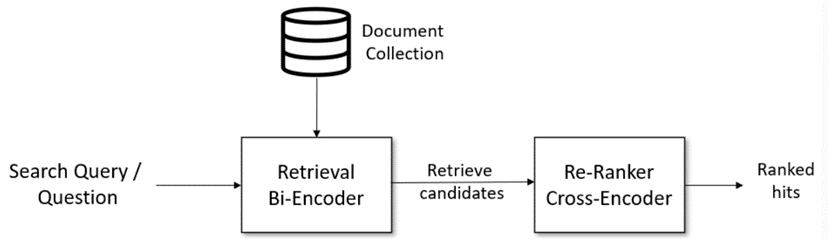 Document
Collection
Search Query /
Question
Retrieval
Bi-Encoder
Retrieve
candidates
Re-Ranker
Cross-Encoder
Ranked
hits